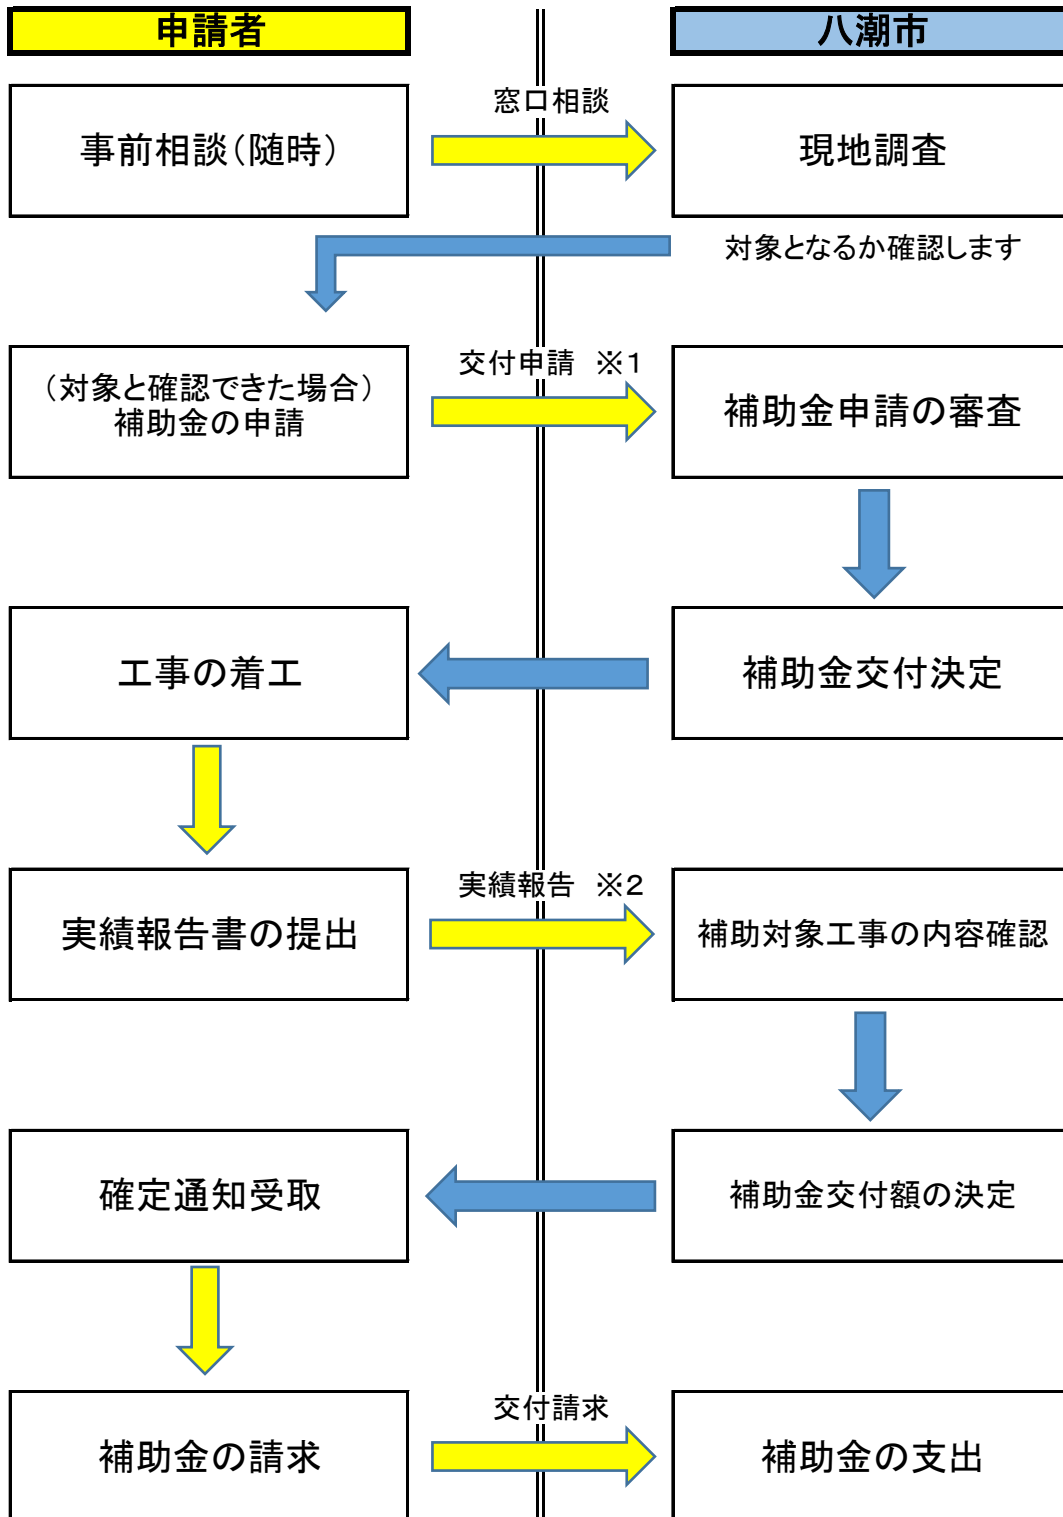 申請者
八潮市
窓口相談
事前相談（随時）
現地調査
対象となるか確認します
交付申請　※1
（対象と確認できた場合）
補助金の申請
補助金申請の審査
工事の着工
補助金交付決定
実績報告　※2
実績報告書の提出
補助対象工事の内容確認
確定通知受取
補助金交付額の決定
交付請求
補助金の請求
補助金の支出